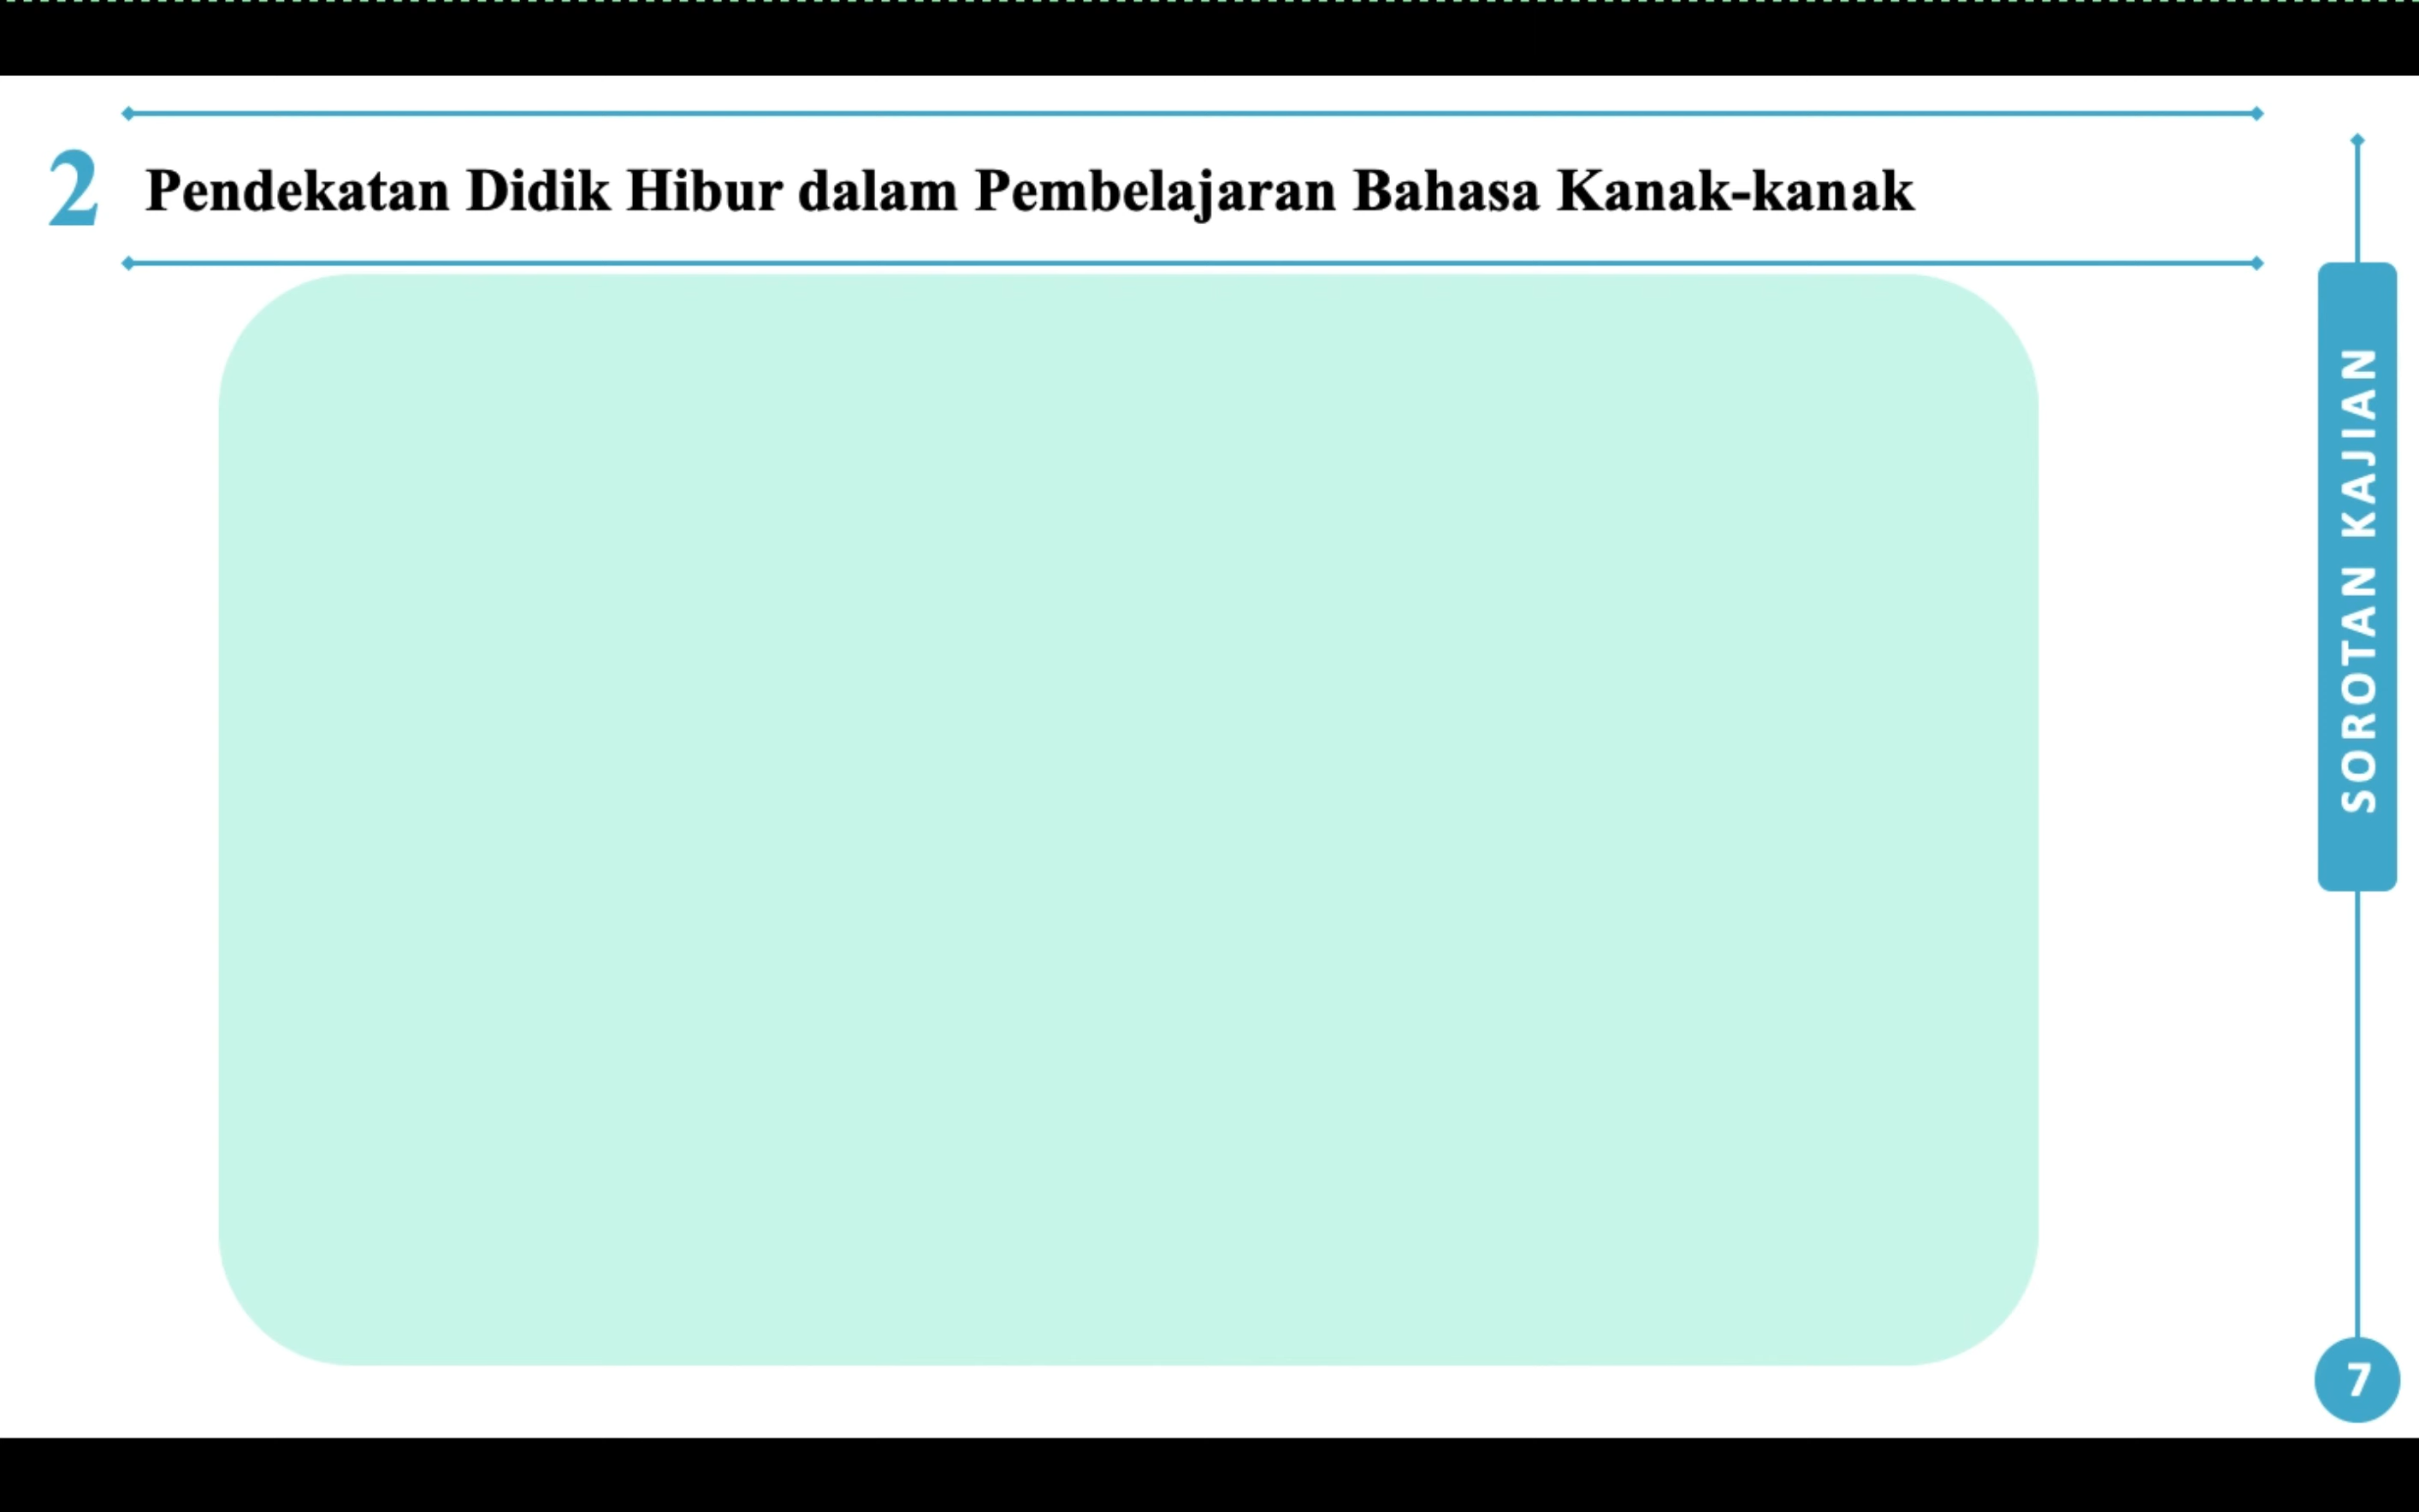 2
Pendekatan Didik Hibur dalam Pembelajaran Bahasa Kanak-kanak
SOROTAN KAJIAN
7